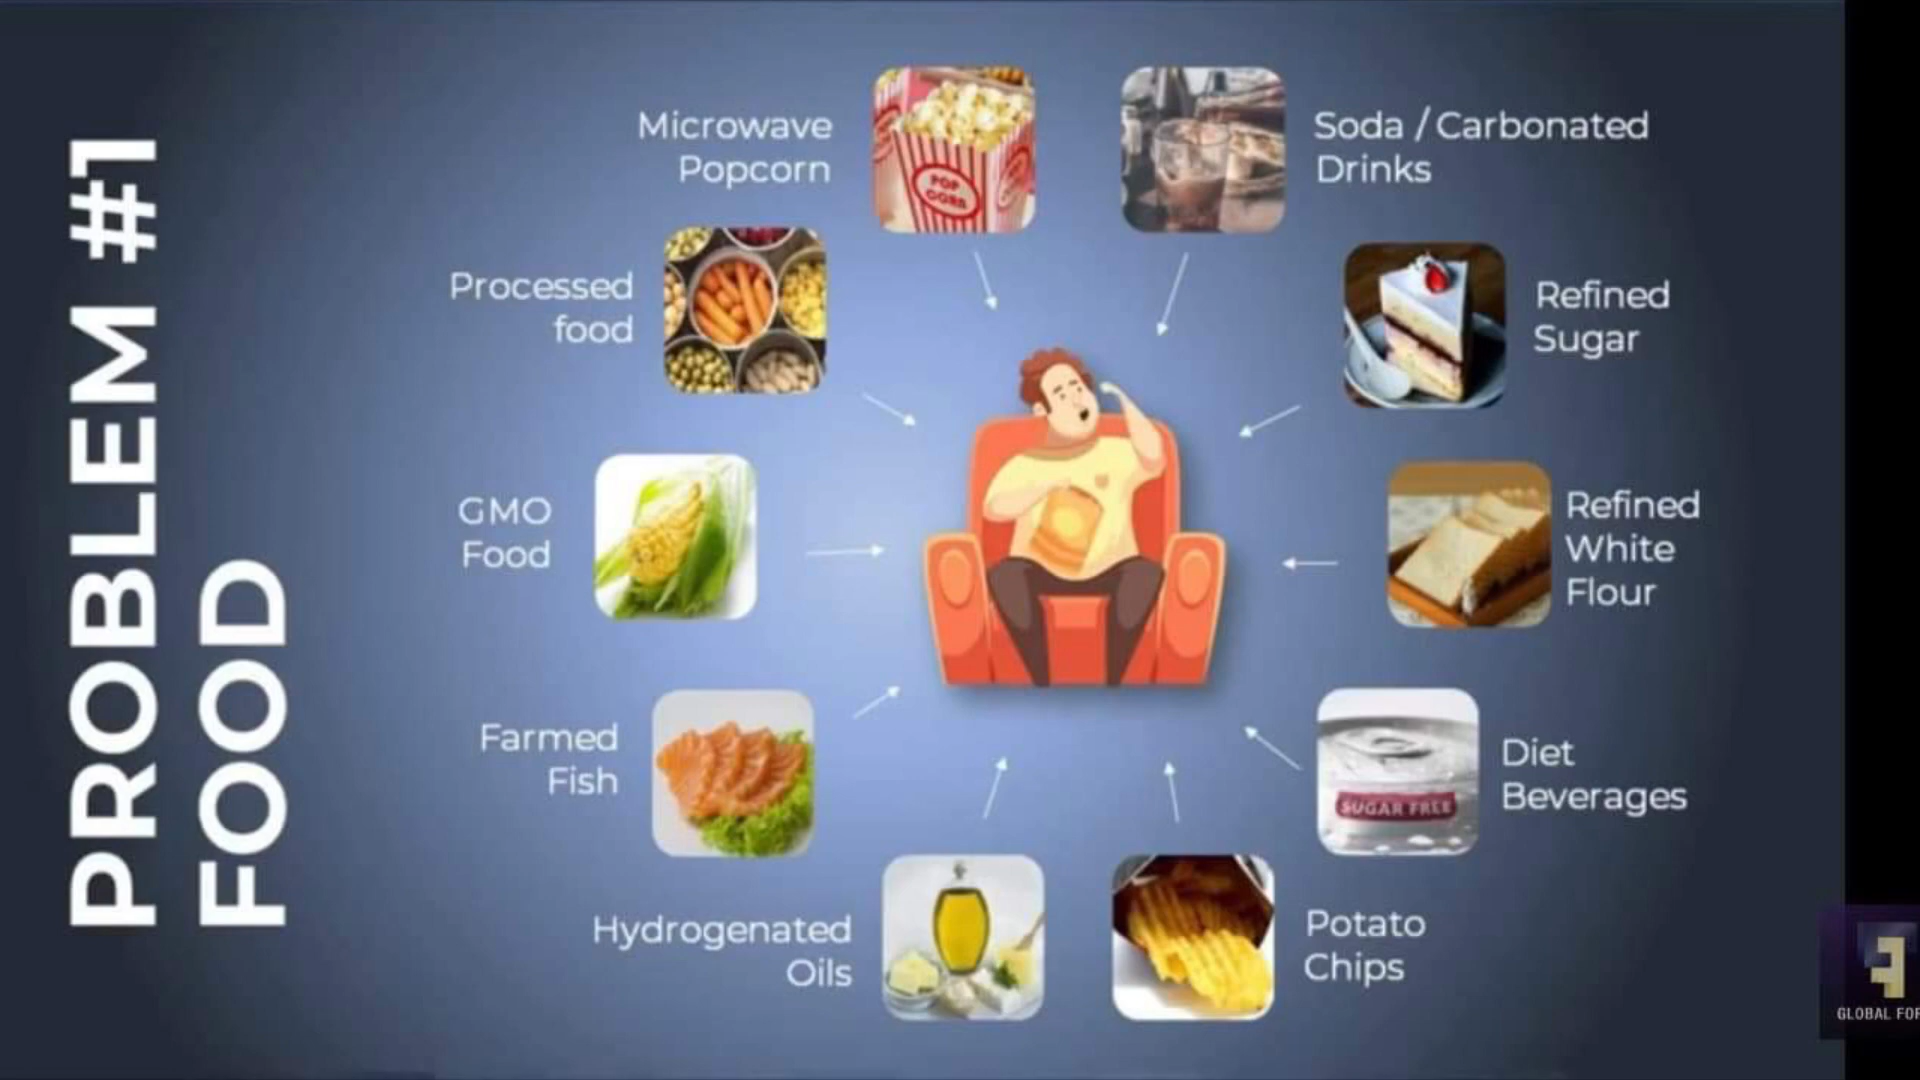 PROBLEM #1
FOOD
Microwave
Popcorn
POP
CORN
Soda / Carbonated
Drinks
Processed
food
Refined
Sugar
GMO
Food
Refined
White
Flour
Farmed
Fish
Diet
Beverages
SUGAR FREE
Hydrogenated
Oils
Potato
Chips
GLOBAL FOR